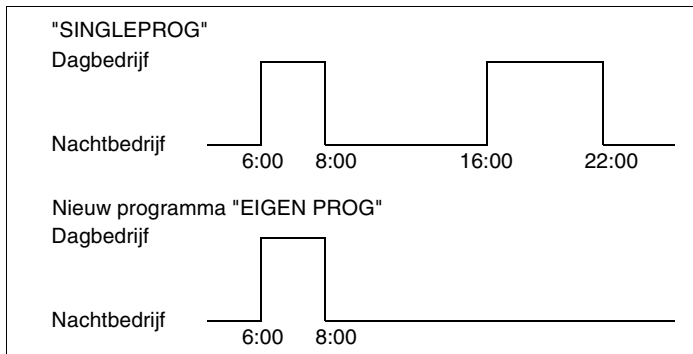 "SINGLEPROG"
Dagbedrijf
Nachtbedrijf
6:00 8:00 16:00 22:00
Nieuw programma "EIGEN PROG"
Dagbedrijf
Nachtbedrijf
6:00 8:00